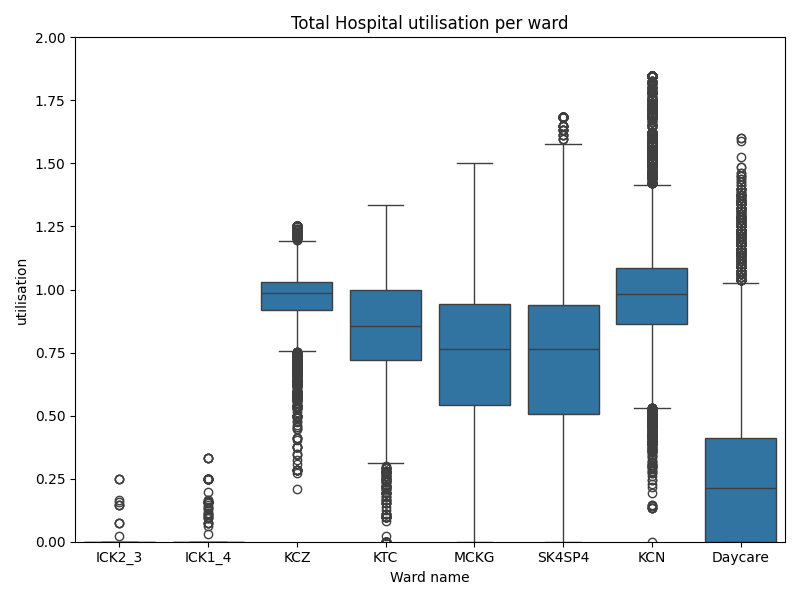 Total Hospital utilisation per ward
2.00
1.75
1.50
1.25
1.00
0.75
0.50
0.25
0.00
utilisation
ICK2_3 ICK1_4 KCZ KTC MCKG SK4SP4 KCN Daycare
Ward name